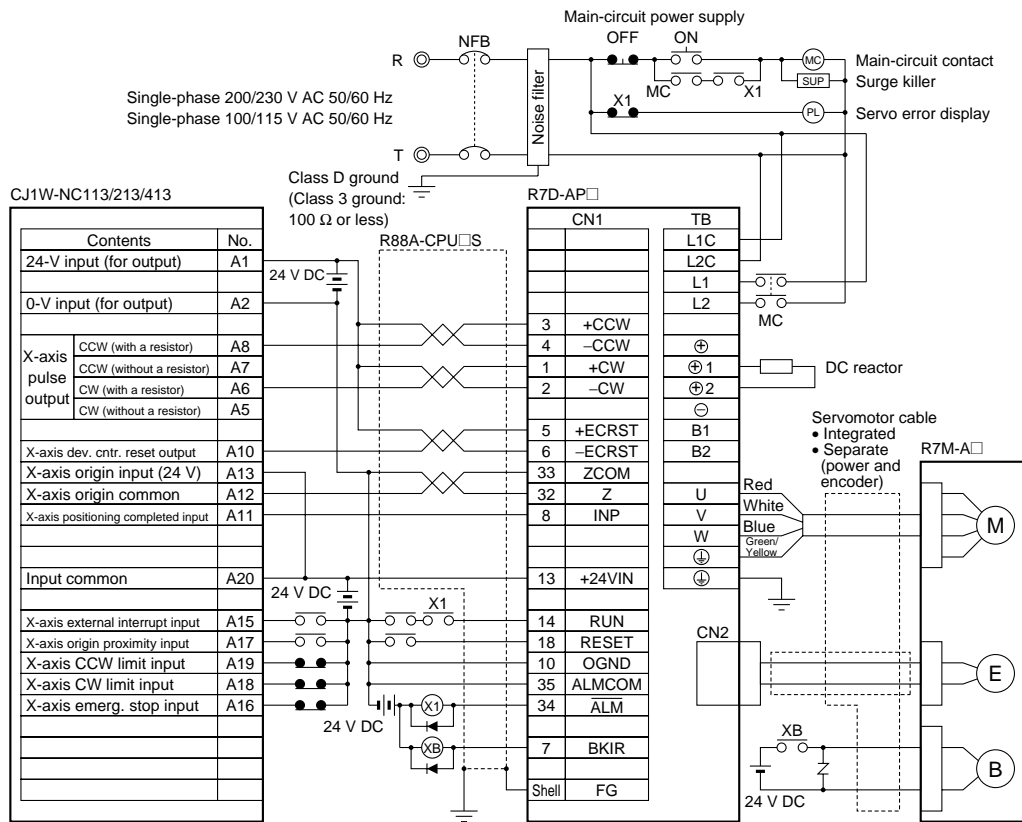 Main-circuit power supply
OFF ON
NFB
R
MC Main-circuit contact
SUP Surge killer
MC X1
X1
PL Servo error display
Noise filter
Single-phase 200/230 V AC 50/60 Hz
Single-phase 100/115 V AC 50/60 Hz
T
Class D ground
(Class 3 ground:
100 Ω or less)
CJ1W-NC113/213/413
R7D-AP□
R88A-CPU□S
Contents No.
24-V input (for output) A1
0-V input (for output) A2
X-axis pulse output
CCW (with a resistor) A8
CCW (without a resistor) A7
CW (with a resistor) A6
CW (without a resistor) A5
X-axis dev. cntr. reset output A10
X-axis origin input (24 V) A13
X-axis origin common A12
X-axis positioning completed input A11
Input common A20
X-axis external interrupt input A15
X-axis origin proximity input A17
X-axis CCW limit input A19
X-axis CW limit input A18
X-axis emerg. stop input A16
24 V DC
24 V DC
X1
24 V DC
X1
XB
CN1
3 +CCW
4 −CCW
1 +CW
2 −CW
5 +ECRST
6 −ECRST
33 ZCOM
32 Z
8 INP
13 +24VIN
14 RUN
18 RESET
10 OGND
35 ALMCOM
34 ALM
7 BKIR
Shell FG
TB
L1C
L2C
L1
L2
MC
⊕
⊕1
⊕2
⊖
B1
B2
U
V
W
DC reactor
Red
White
Blue
Green/
Yellow
Servomotor cable
• Integrated
• Separate
(power and
encoder)
R7M-A□
M
CN2
E
XB
24 V DC
B